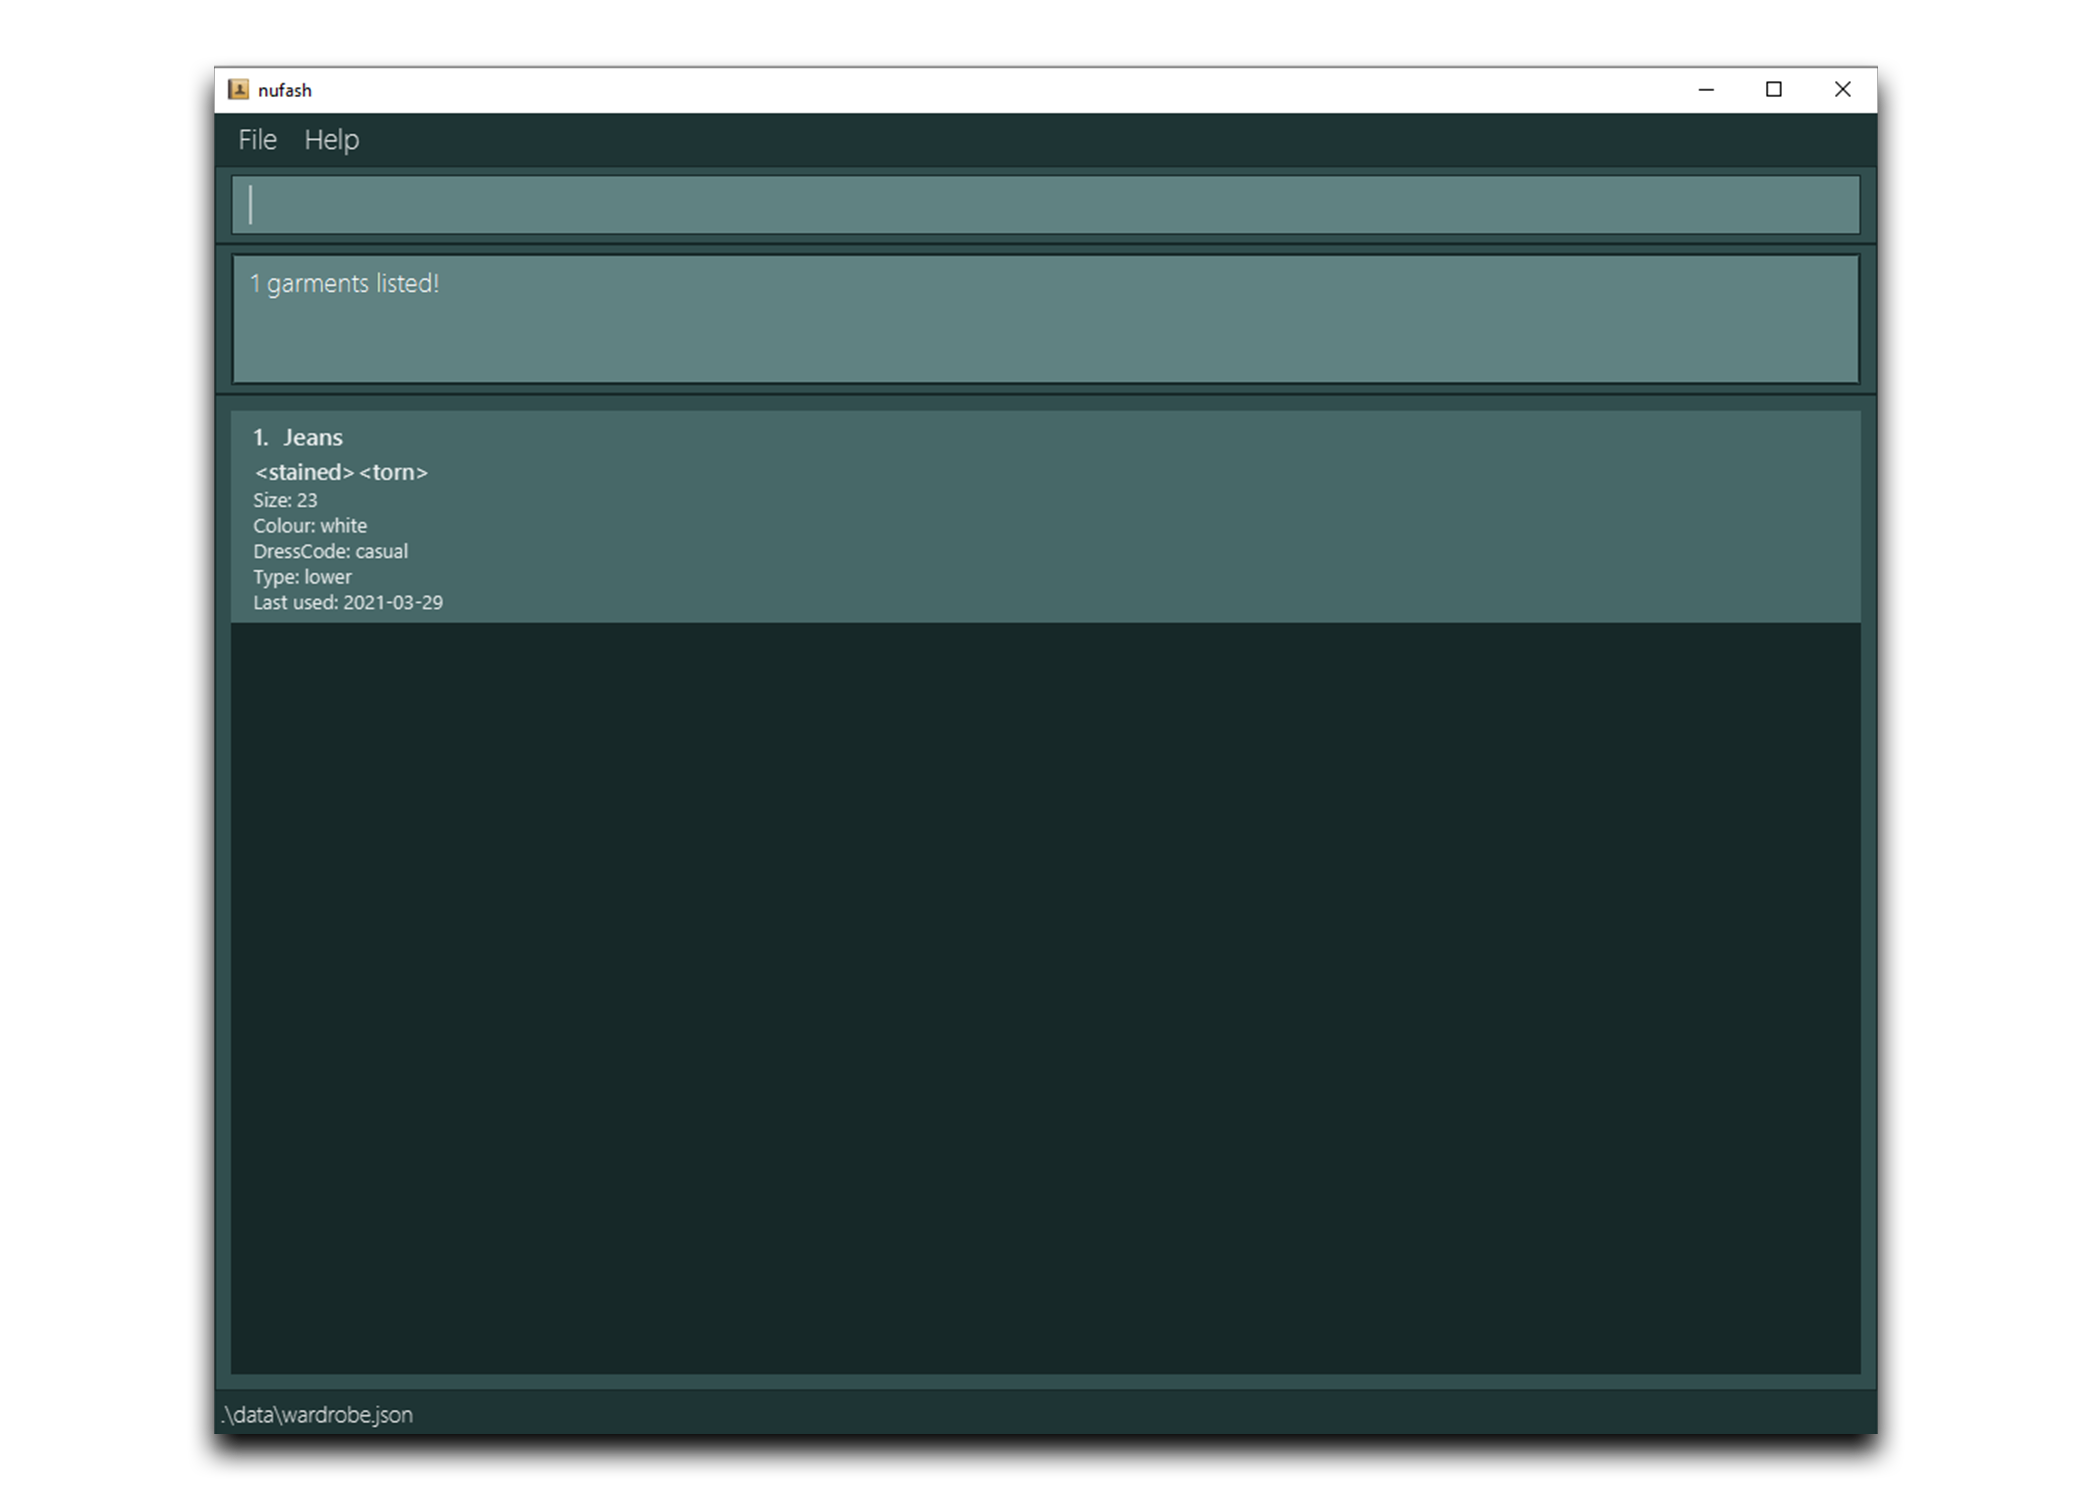 nufash
File Help
1 garments listed!
1. Jeans
<stained> <torn>
Size: 23
Colour: white
DressCode: casual
Type: lower
Last used: 2021-03-29
.\data\wardrobe.json